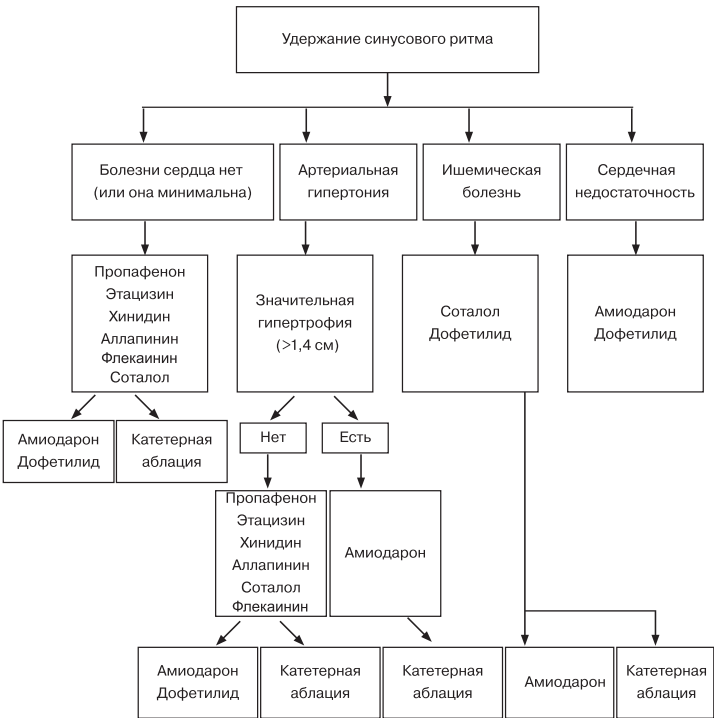 Удержание синусового ритма
Болезни сердца нет
(или она минимальна)
Артериальная
гипертония
Ишемическая
болезнь
Сердечная
недостаточность
Пропафенон
Этацизин
Хинидин
Аллапинин
Флекаинин
Соталол
Значительная
гипертрофия
(>1,4 см)
Соталол
Дофетилид
Амиодарон
Дофетилид
Амиодарон
Дофетилид
Катетерная
аблация
Нет
Есть
Пропафенон
Этацизин
Хинидин
Аллапинин
Соталол
Флекаинин
Амиодарон
Амиодарон
Дофетилид
Катетерная
аблация
Катетерная
аблация
Амиодарон
Катетерная
аблация